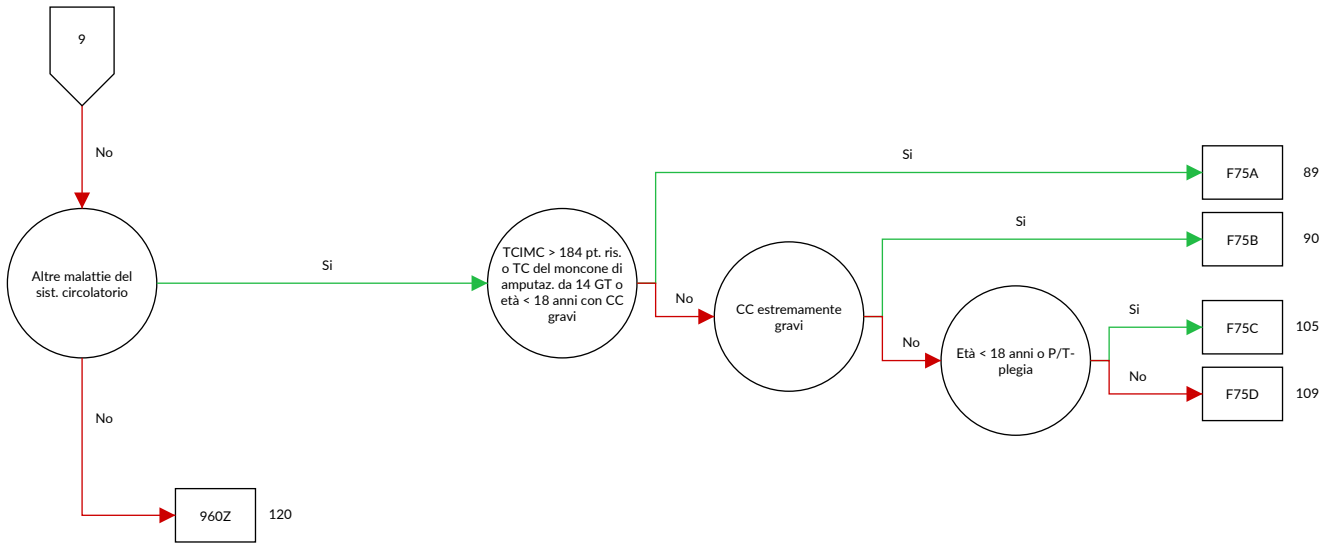 9
No
Altre malattie del
sist. circolatorio
Si
TCIMC > 184 pt. ris.
o TC del moncone di
amputaz. da 14 GT o
età < 18 anni con CC
gravi
Si
F75A
89
No
CC estremamente
gravi
Si
F75B
90
No
Età < 18 anni o P/T-
plegia
Si
F75C
105
No
F75D
109
No
960Z
120